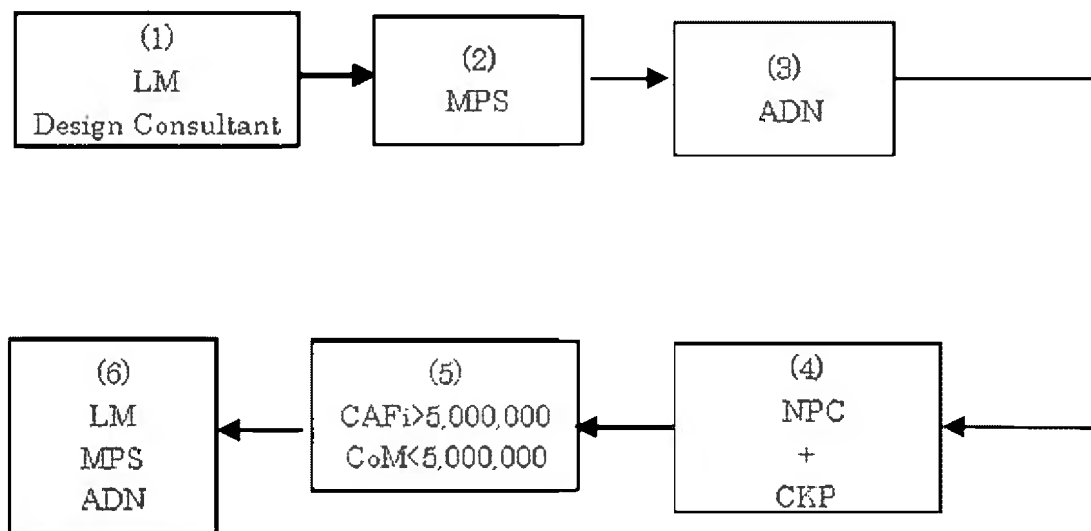 (1)
LM
Design Consultant
(2)
MPS
(3)
ADN
(4)
NPC
+
CKP
(5)
CAFi>5,000,000
CoM<5,000,000
(6)
LM
MPS
ADN